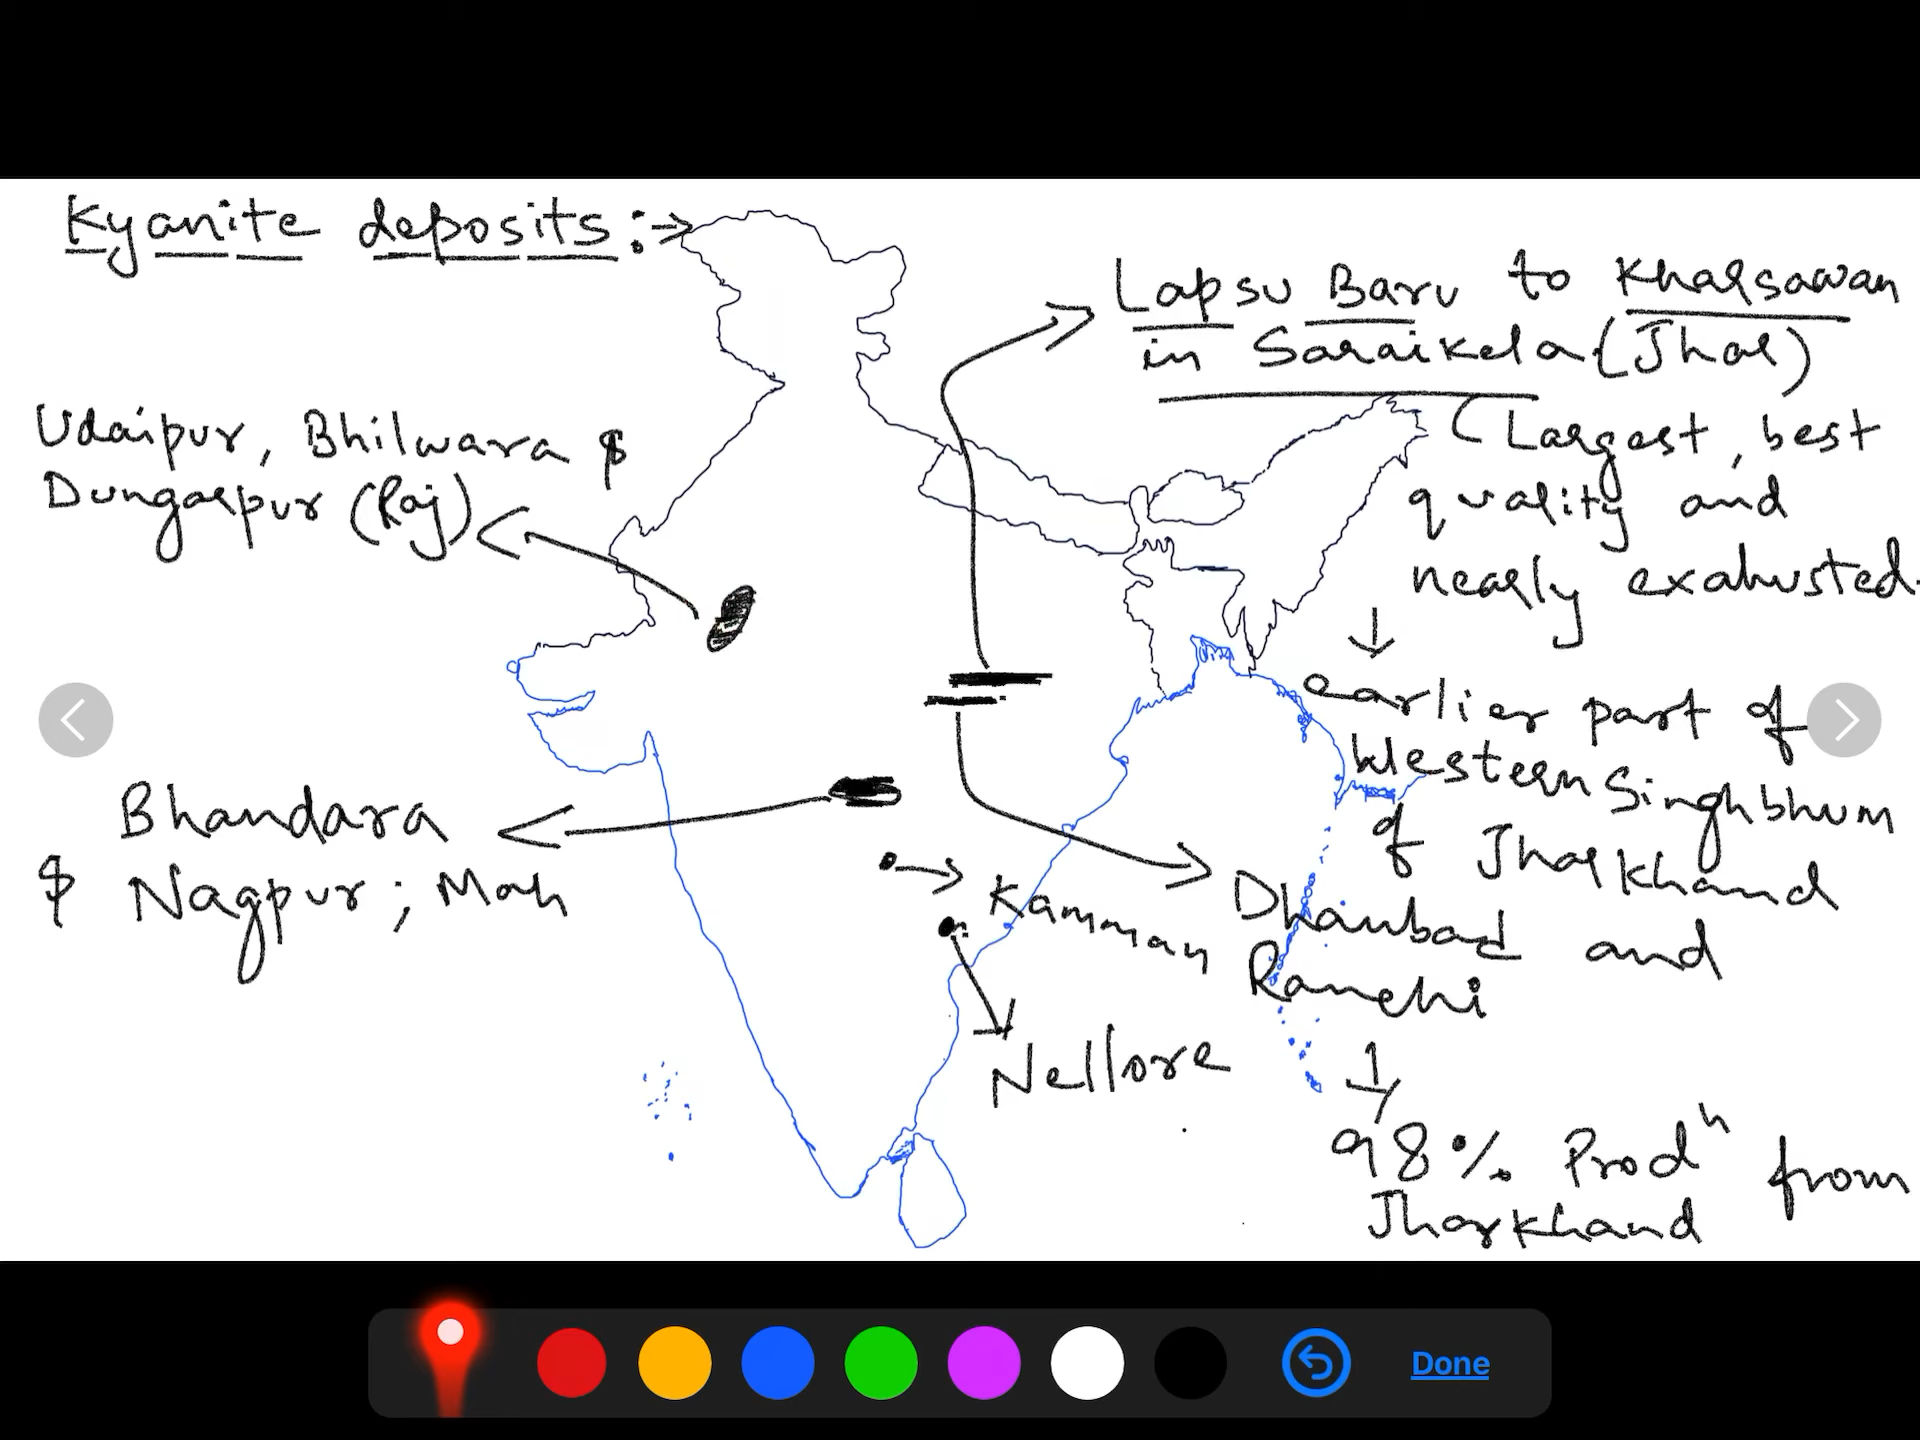 Kyanite deposits :→
Lapsu Baru to Kharsawan
in Saraikela (Jhar)
Largest, best
quality and
nearly exahusted.
↓
earlier part of
Western Singhbhum
of Jharkhand
Udaipur, Bhilwara &
Dungarpur (Raj)
Bhandara
& Nagpur ; Mah
Kamman
Nellore
Dhanbad and
Ranchi
↓
98% Prodn from
Jharkhand
Done